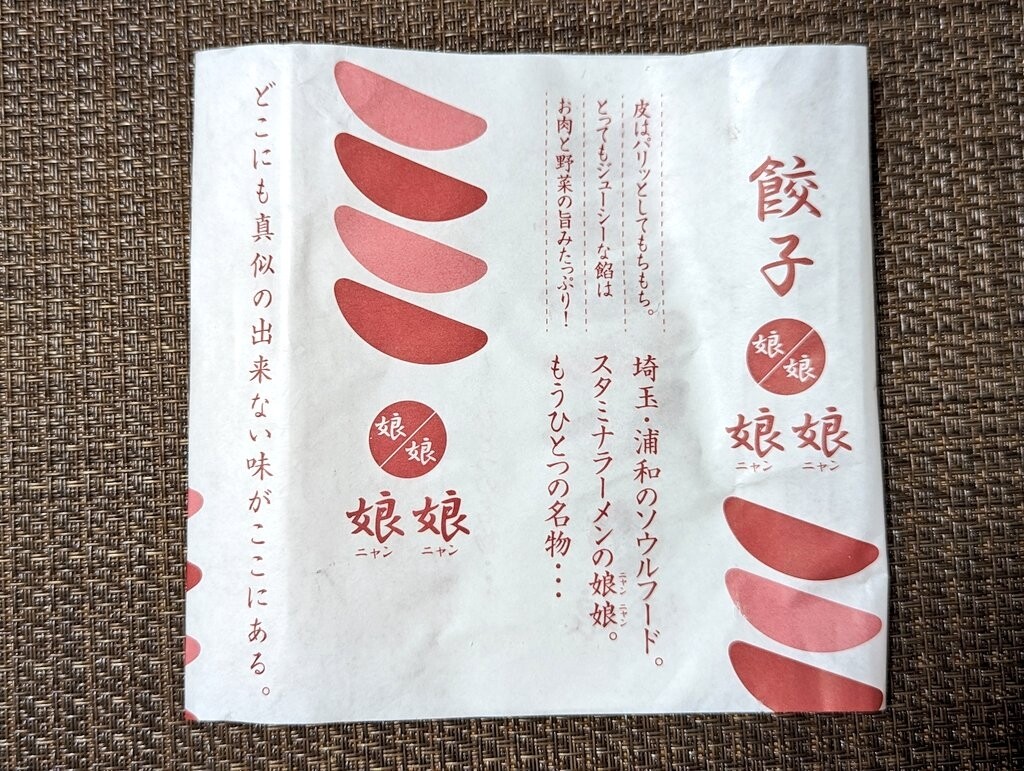 餃子
娘
娘
娘娘
ニャン ニャン
埼玉・浦和のソウルフード。
スタミナラーメンの娘娘。
ニャン ニャン
もうひとつの名物・・・
皮はパリッとしてもちもち。
とってもジューシーな餡は
お肉と野菜の旨みたっぷり！
娘
娘
娘娘
ニャン ニャン
どこにも真似の出来ない味がここにある。